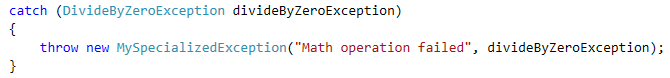 catch (DivideByZeroException divideByZeroException)
{
    throw new MySpecializedException("Math operation failed", divideByZeroException);
}